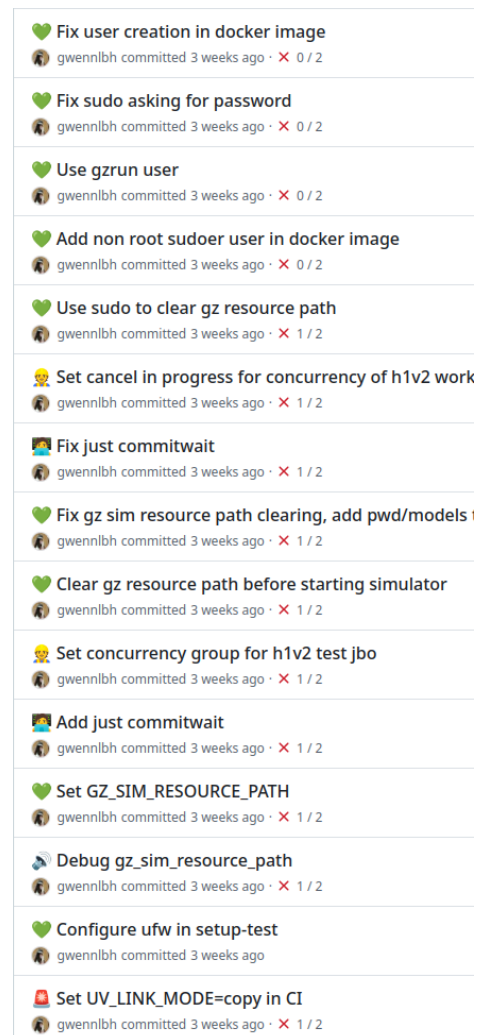 💚 Fix user creation in docker image
gwennlbh committed 3 weeks ago · ✕ 0 / 2
💚 Fix sudo asking for password
gwennlbh committed 3 weeks ago · ✕ 0 / 2
💚 Use gzrun user
gwennlbh committed 3 weeks ago · ✕ 0 / 2
💚 Add non root sudoer user in docker image
gwennlbh committed 3 weeks ago · ✕ 0 / 2
💚 Use sudo to clear gz resource path
gwennlbh committed 3 weeks ago · ✕ 1 / 2
👷 Set cancel in progress for concurrency of h1v2 work
gwennlbh committed 3 weeks ago · ✕ 1 / 2
🧑‍💻 Fix just commitwait
gwennlbh committed 3 weeks ago · ✕ 1 / 2
💚 Fix gz sim resource path clearing, add pwd/models
gwennlbh committed 3 weeks ago · ✕ 1 / 2
💚 Clear gz resource path before starting simulator
gwennlbh committed 3 weeks ago · ✕ 1 / 2
👷 Set concurrency group for h1v2 test jbo
gwennlbh committed 3 weeks ago · ✕ 1 / 2
🧑‍💻 Add just commitwait
gwennlbh committed 3 weeks ago · ✕ 1 / 2
💚 Set GZ_SIM_RESOURCE_PATH
gwennlbh committed 3 weeks ago · ✕ 1 / 2
🔊 Debug gz_sim_resource_path
gwennlbh committed 3 weeks ago · ✕ 1 / 2
💚 Configure ufw in setup-test
gwennlbh committed 3 weeks ago
🚨 Set UV_LINK_MODE=copy in CI
gwennlbh committed 3 weeks ago · ✕ 1 / 2